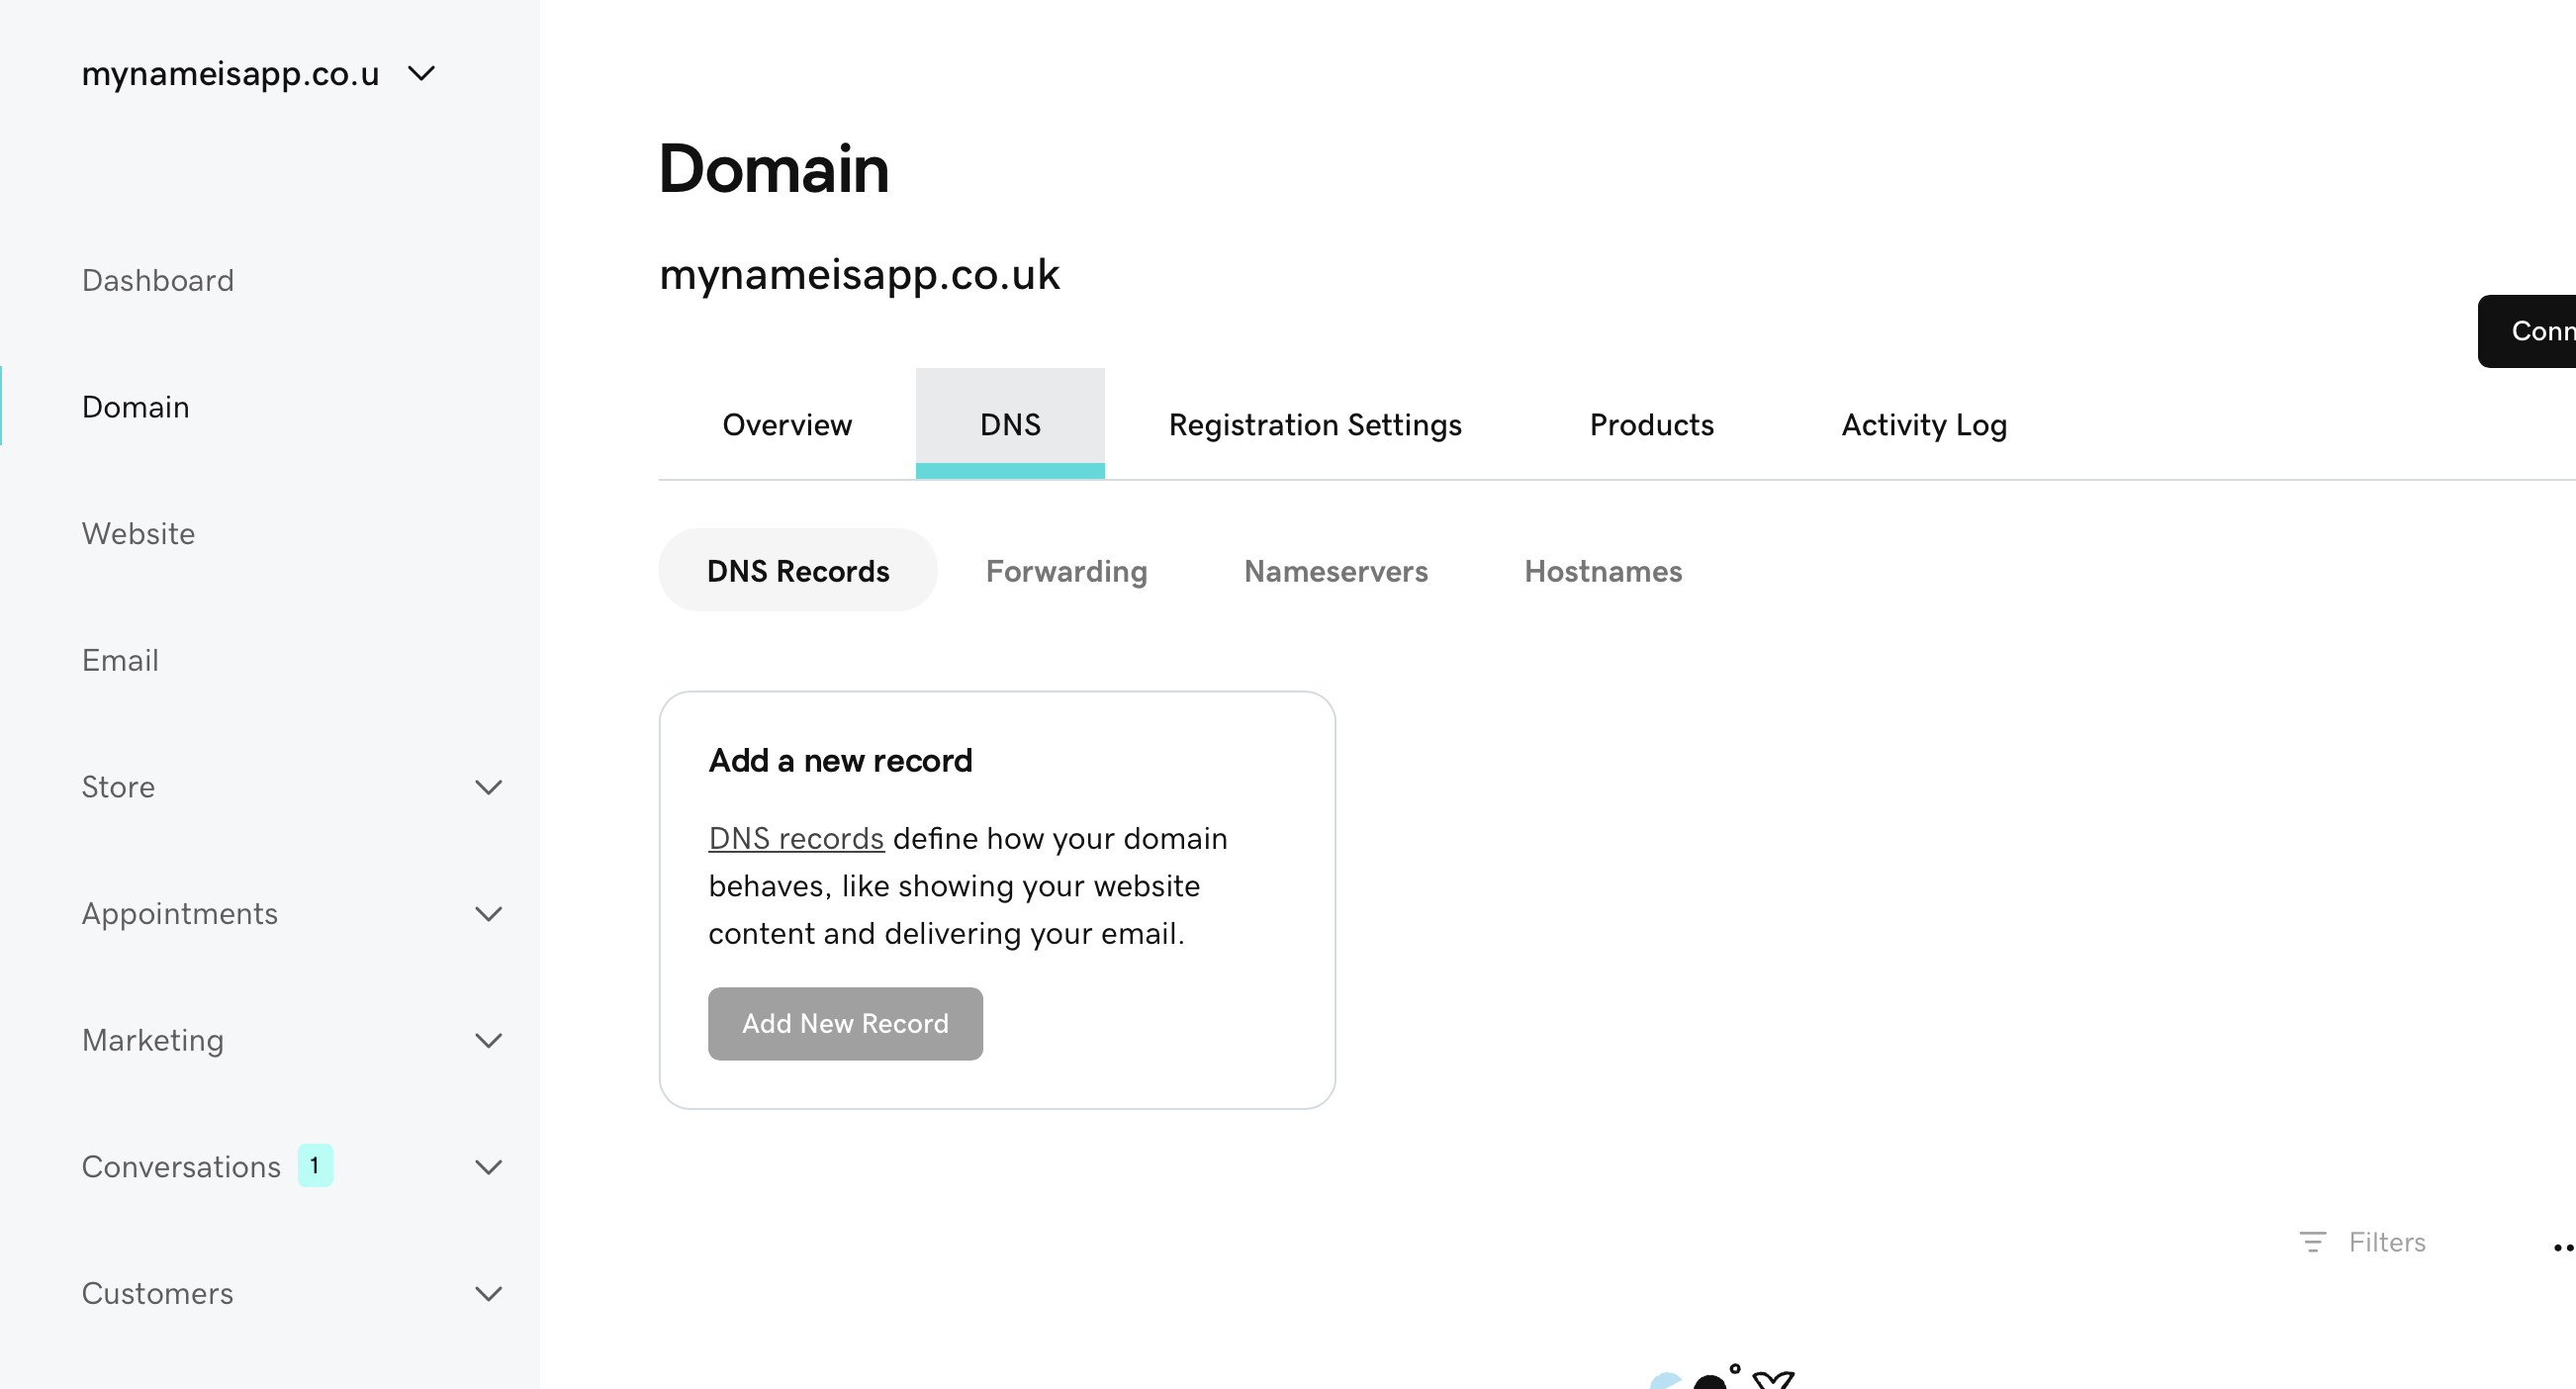 mynameisapp.co.u
Dashboard
Domain
Website
Email
Store
Appointments
Marketing
Conversations 1
Customers
Domain
mynameisapp.co.uk
Conn
Overview DNS Registration Settings Products Activity Log
DNS Records Forwarding Nameservers Hostnames
Add a new record
DNS records define how your domain
behaves, like showing your website
content and delivering your email.
Add New Record
Filters